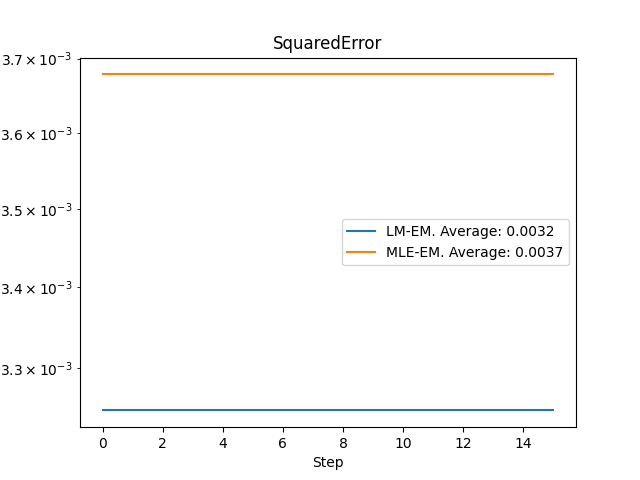 SquaredError
3.7 × 10⁻³
3.6 × 10⁻³
3.5 × 10⁻³
3.4 × 10⁻³
3.3 × 10⁻³
LM-EM. Average: 0.0032
MLE-EM. Average: 0.0037
0 2 4 6 8 10 12 14
Step